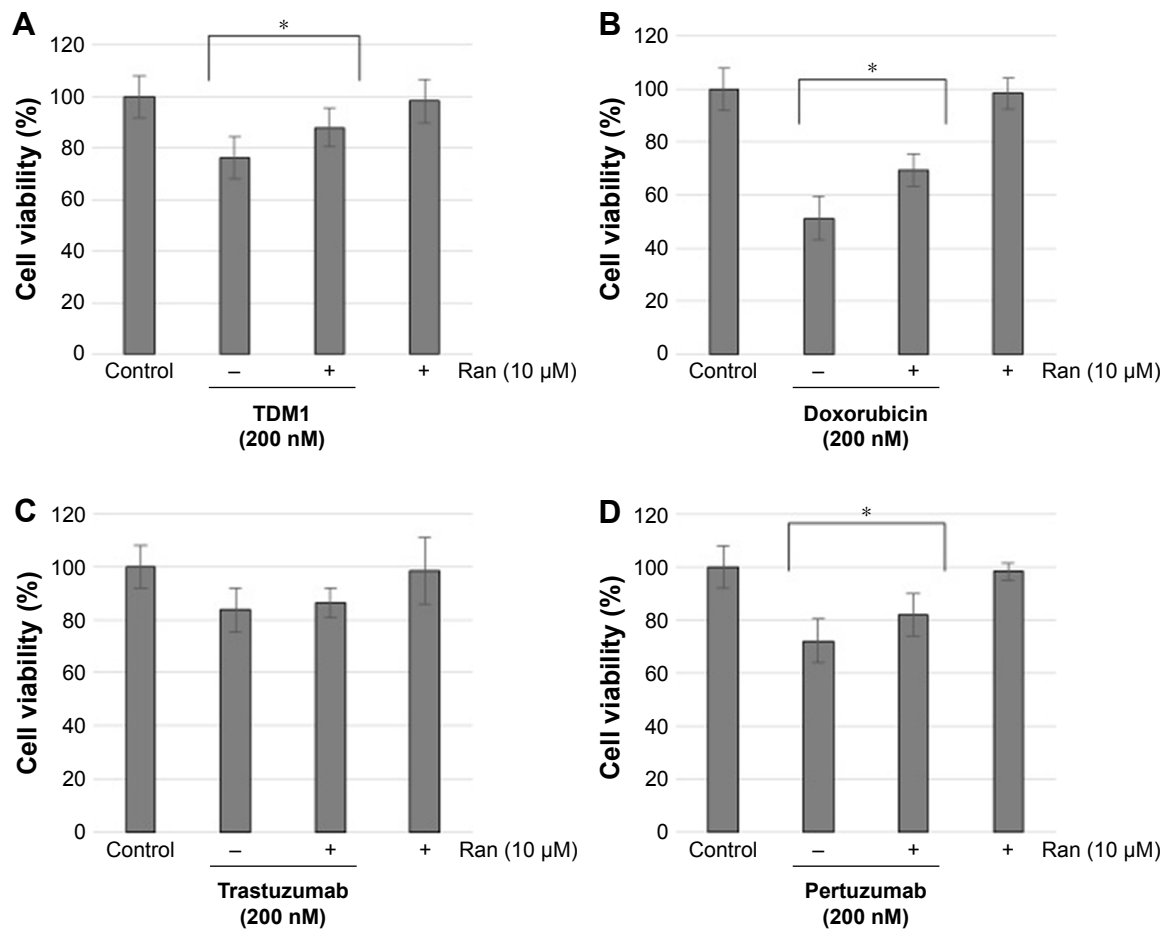 A
Cell viability (%)
120
100
80
60
40
20
0
*
Control – + + Ran (10 µM)
TDM1
(200 nM)
B
Cell viability (%)
120
100
80
60
40
20
0
*
Control – + + Ran (10 µM)
Doxorubicin
(200 nM)
C
Cell viability (%)
120
100
80
60
40
20
0
Control – + + Ran (10 µM)
Trastuzumab
(200 nM)
D
Cell viability (%)
120
100
80
60
40
20
0
*
Control – + + Ran (10 µM)
Pertuzumab
(200 nM)